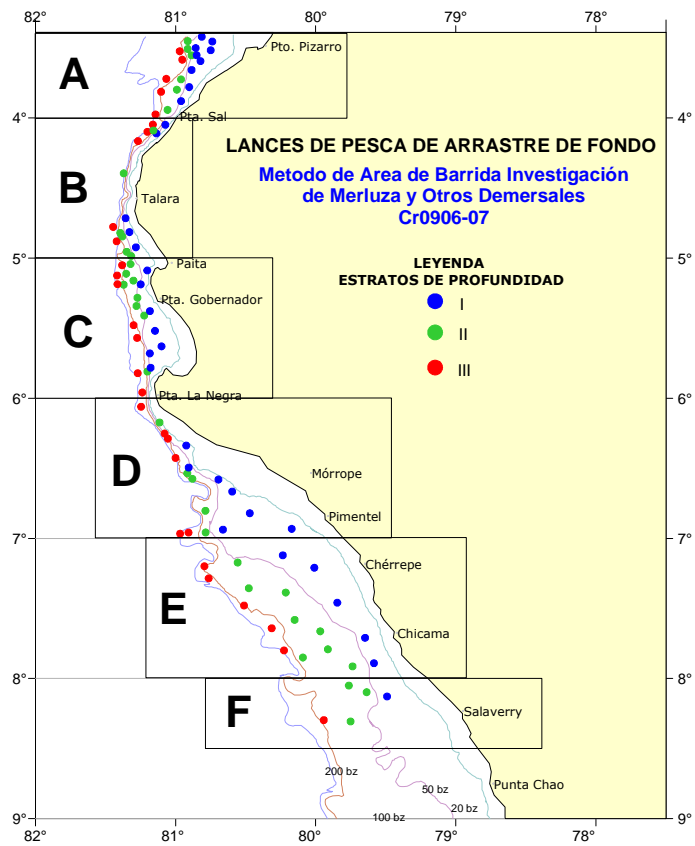 82° 81° 80° 79° 78°
Pto. Pizarro
A
Pta. Sal
4° 4°
LANCES DE PESCA DE ARRASTRE DE FONDO
Metodo de Area de Barrida Investigación
de Merluza y Otros Demersales
Cr0906-07
B
Talara
5° 5°
Paita
LEYENDA
ESTRATOS DE PROFUNDIDAD
Pta. Gobernador
I
C
II
III
Pta. La Negra
6° 6°
D
Mórrope
Pimentel
7° 7°
Chérrepe
E
Chicama
8° 8°
F
Salaverry
200 bz
Punta Chao
50 bz
20 bz
100 bz
9° 9°
82° 81° 80° 79° 78°